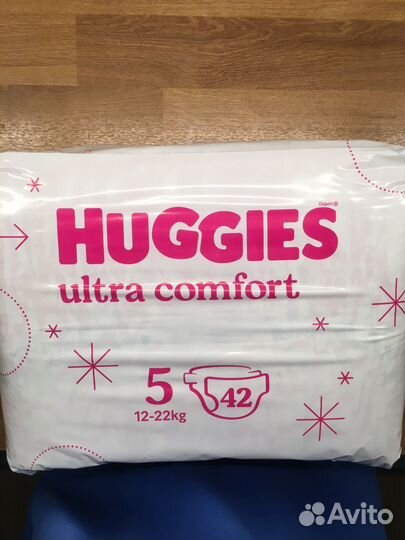 Diapers
HUGGIES
ultra comfort
5
42
12-22kg
Avito